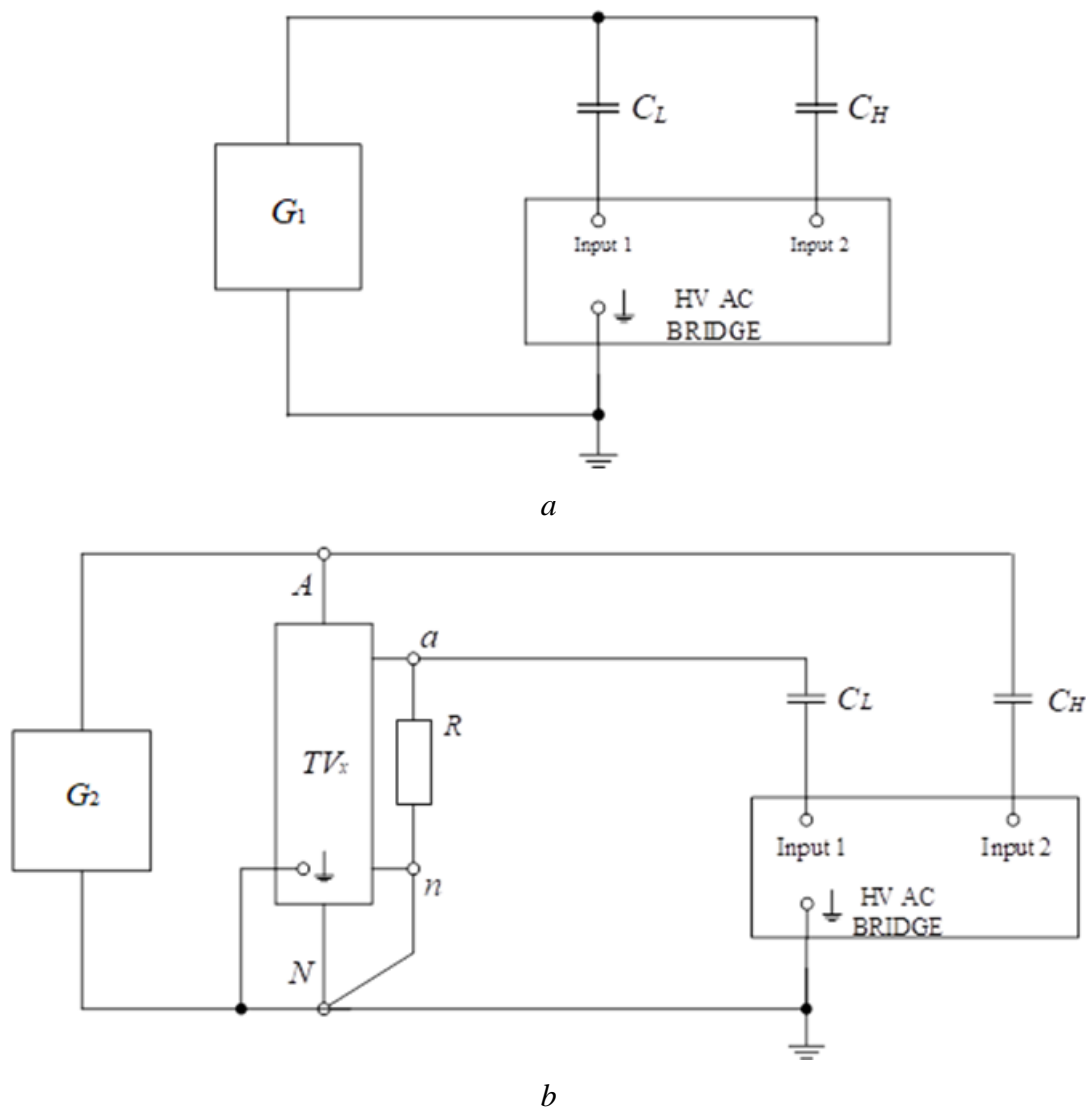 G1
CL
CH
Input 1
Input 2
HV AC
BRIDGE
a
A
a
R
TVx
G2
n
N
CL
CH
Input 1
Input 2
HV AC
BRIDGE
b